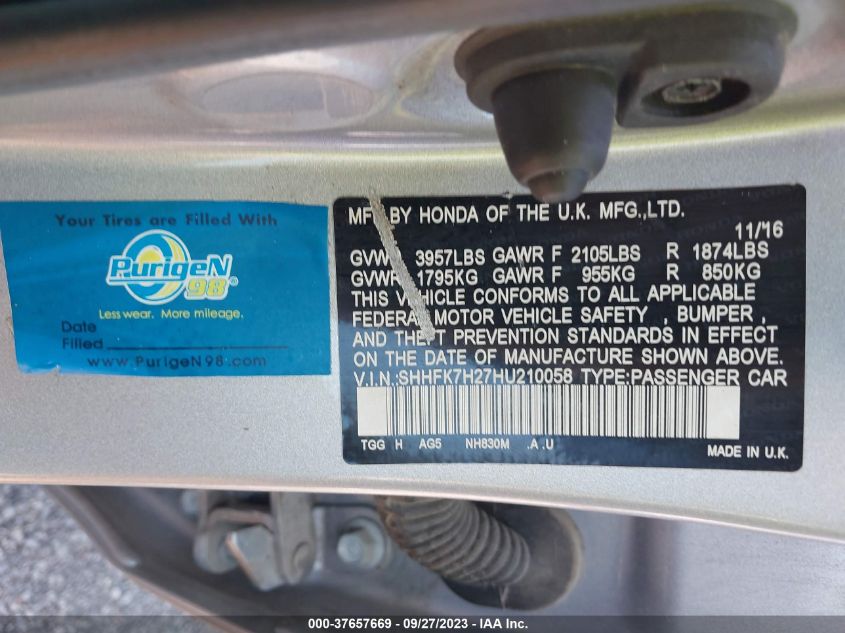 Your Tires are Filled With
PurigeN
98®
Less wear. More mileage.
Date
Filled
www.PurigeN98.com
MFD BY HONDA OF THE U.K. MFG.,LTD.
11/16
GVWR 3957LBS GAWR F 2105LBS R 1874LBS
GVWR 1795KG GAWR F 955KG R 850KG
THIS VEHICLE CONFORMS TO ALL APPLICABLE
FEDERAL MOTOR VEHICLE SAFETY , BUMPER ,
AND THEFT PREVENTION STANDARDS IN EFFECT
ON THE DATE OF MANUFACTURE SHOWN ABOVE.
V.I.N.:SHHFK7H27HU210058 TYPE:PASSENGER CAR
TGG H AG5 NH830M .A .U
MADE IN U.K.
000-37657669 - 09/27/2023 - IAA Inc.